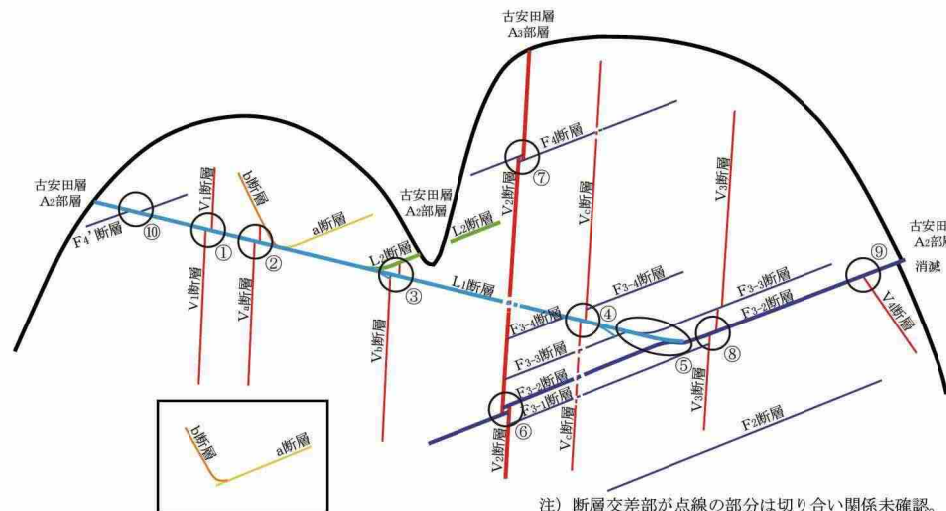 古安田層
A3部層
F4断層
⑦
V2断層
Vc断層
V3断層
古安田層
A2部層
F4’断層
⑩
V1断層
①
V1断層
b断層
②
Va断層
a断層
古安田層
A2部層
L2断層
L2断層
③
Vb断層
L1断層
F3-4断層
④
F3-4断層
F3-3断層
F3-3断層
F3-2断層
F3-2断層
F3-1断層
⑤
⑥
V2断層
Vc断層
⑧
V3断層
⑨
V4断層
古安田
A2部層
消滅
F2断層
b断層
a断層
注）断層交差部が点線の部分は切り合い関係未確認。